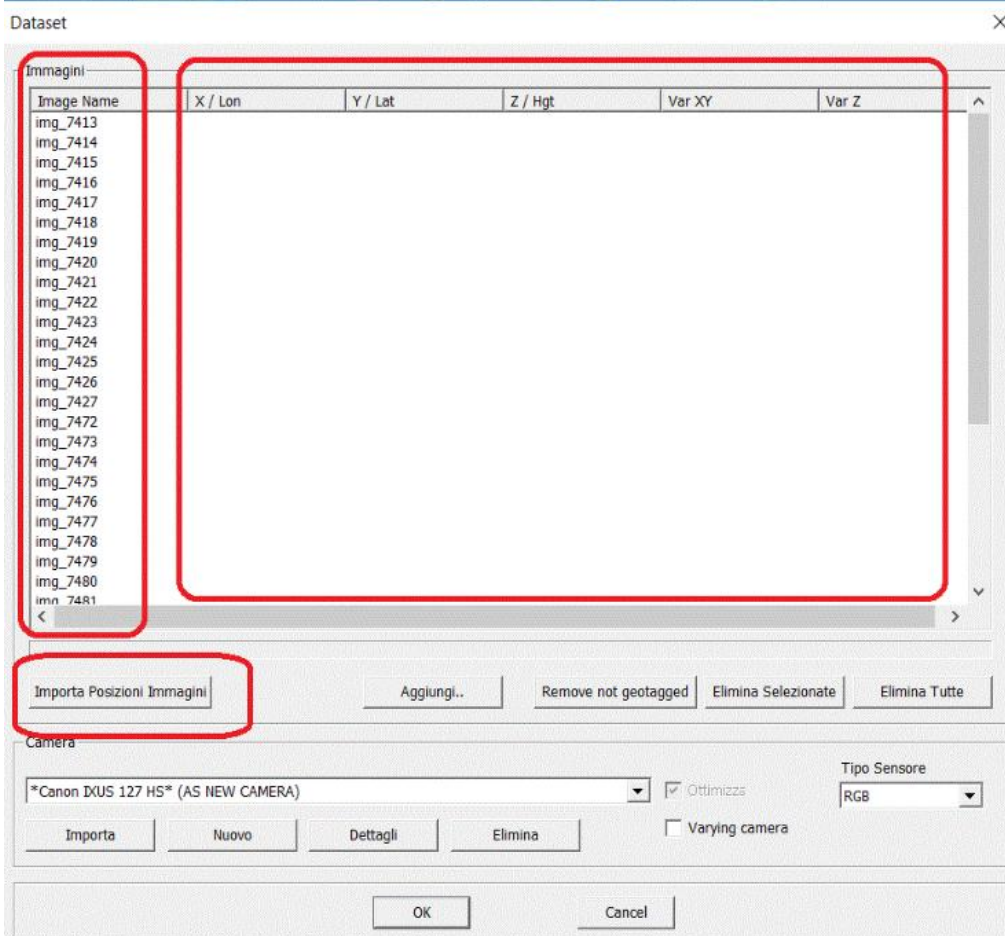 Dataset
Immagini
Image Name X / Lon Y / Lat Z / Hgt Var XY Var Z
img_7413
img_7414
img_7415
img_7416
img_7417
img_7418
img_7419
img_7420
img_7421
img_7422
img_7423
img_7424
img_7425
img_7426
img_7427
img_7472
img_7473
img_7474
img_7475
img_7476
img_7477
img_7478
img_7479
img_7480
img_7481
Importa Posizioni Immagini Aggiungi.. Remove not geotagged Elimina Selezionate Elimina Tutte
Camera
Tipo Sensore
*Canon IXUS 127 HS* (AS NEW CAMERA) Ottimizza RGB
Importa Nuovo Dettagli Elimina Varying camera
OK Cancel